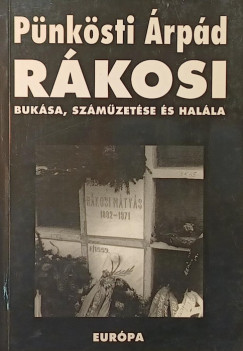 Pünkösti Árpád
RÁKOSI
BUKÁSA, SZÁMŰZETÉSE ÉS HALÁLA
RÁKOSI MÁTYÁS
1892-1971
EURÓPA